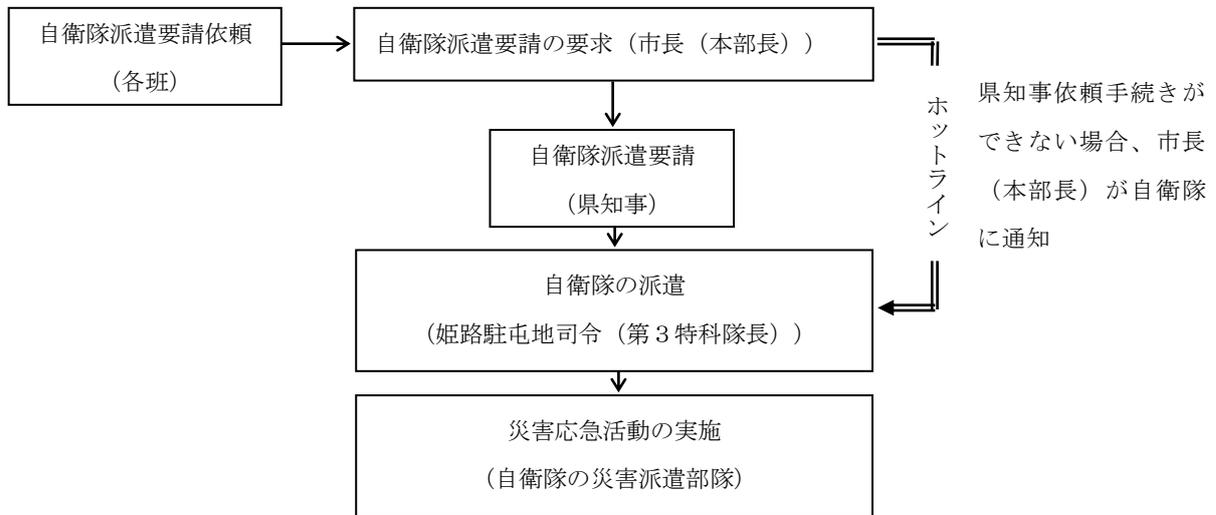 自衛隊派遣要請依頼
（各班）
自衛隊派遣要請の要求（市長（本部長））
自衛隊派遣要請
（県知事）
ホットライン
県知事依頼手続きが
できない場合、市長
（本部長）が自衛隊
に通知
自衛隊の派遣
（姫路駐屯地司令（第３特科隊長））
災害応急活動の実施
（自衛隊の災害派遣部隊）